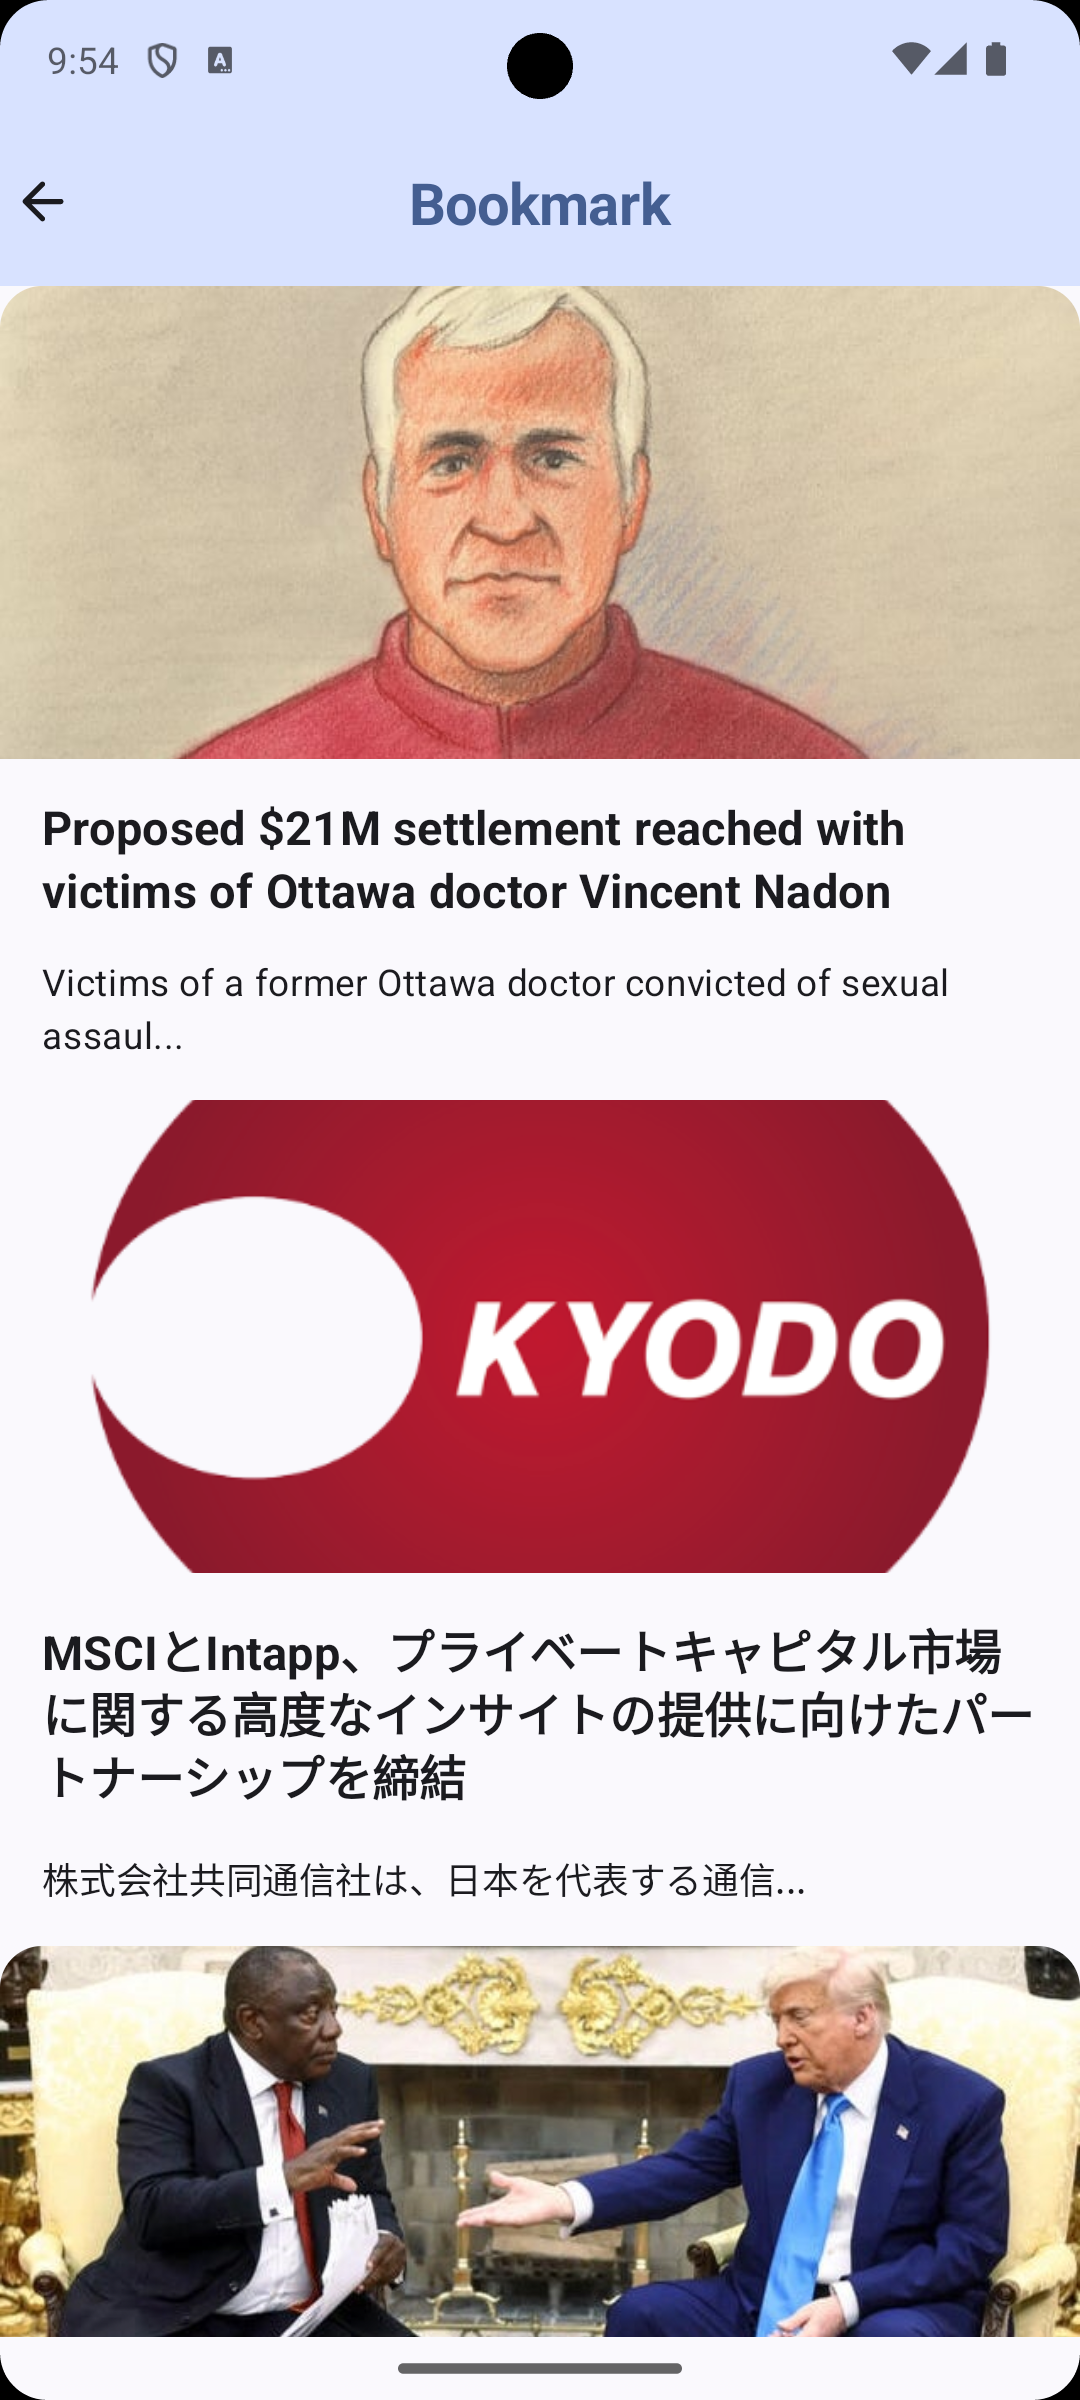 9:54
Bookmark
Proposed $21M settlement reached with
victims of Ottawa doctor Vincent Nadon
Victims of a former Ottawa doctor convicted of sexual
assaul...
KYODO
MSCIとIntapp、プライベートキャピタル市場
に関する高度なインサイトの提供に向けたパー
トナーシップを締結
株式会社共同通信社は、日本を代表する通信...